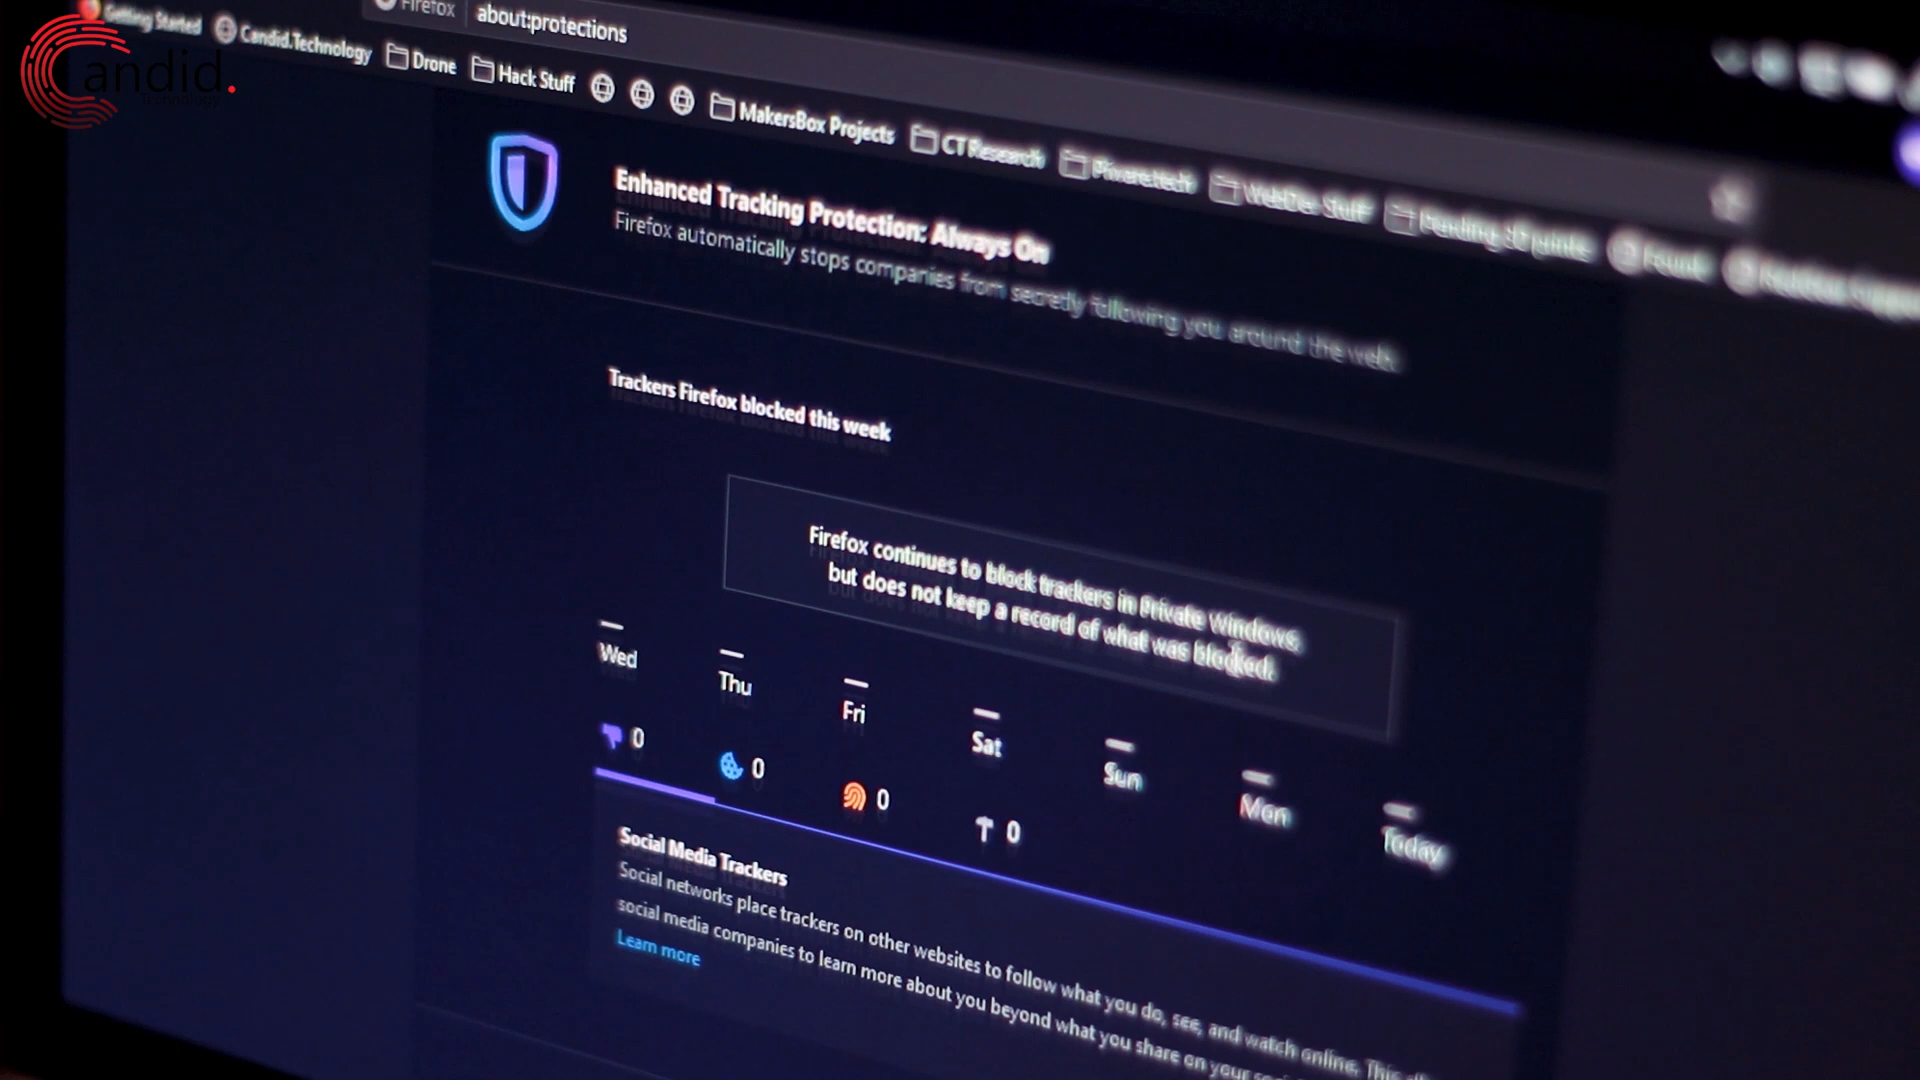 Firefox
about:protections
Getting Started
Candid.Technology
Drone
Hack Stuff
MakersBox Projects
CTResearch
WebDev Stuff
andid.
Technology
Enhanced Tracking Protection: Always On
Firefox automatically stops companies from secretly following you around the web.
Trackers Firefox blocked this week
Firefox continues to block trackers in Private Windows,
but does not keep a record of what was blocked.
Wed
Thu
Fri
Sat
Sun
Mon
Today
0
0
0
0
Social Media Trackers
Social networks place trackers on other websites to follow what you do, see, and watch online. This
social media companies to learn more about you beyond what you share on your
Learn more